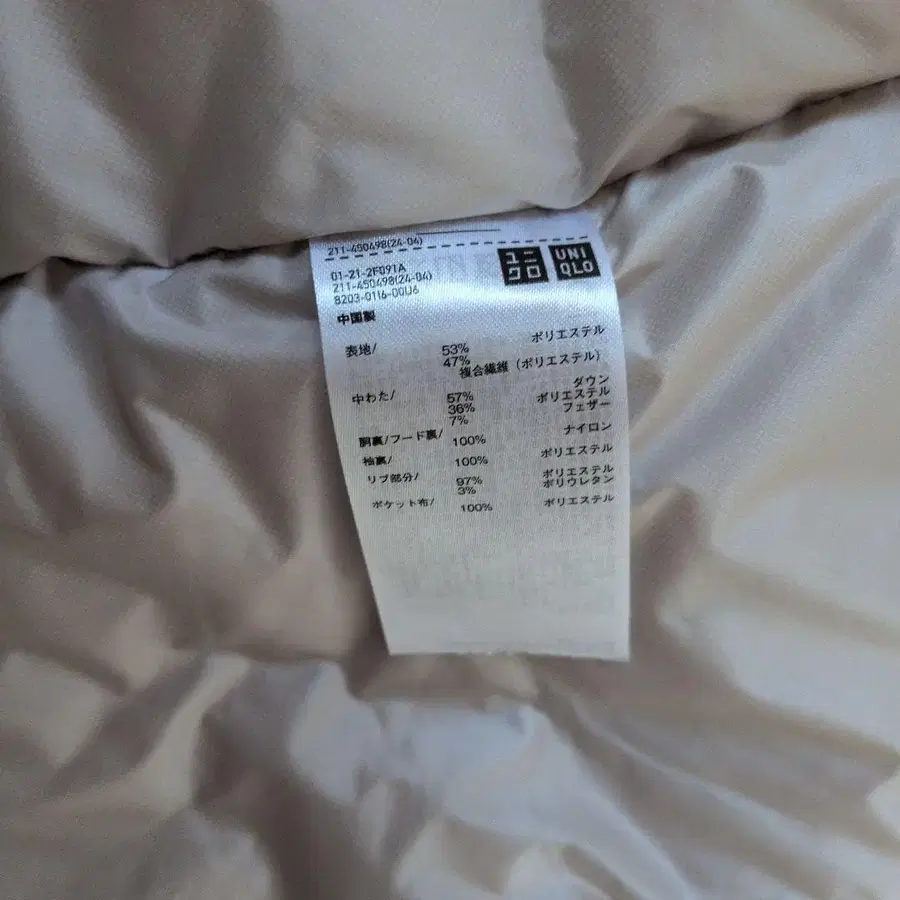 211-450498(24-04)
ユニクロ UNIQLO
01-21-2F091A
211-450498(24-04)
8203-0116-00U6
中国製
表地/ 53% ポリエステル
47% 複合繊維(ポリエステル)
中わた/ 57% ダウン
36% ポリエステル
7% フェザー
胴裏/フード裏/ 100% ナイロン
袖裏/ 100% ポリエステル
リブ部分/ 97% ポリエステル
3% ポリウレタン
ポケット布/ 100% ポリエステル